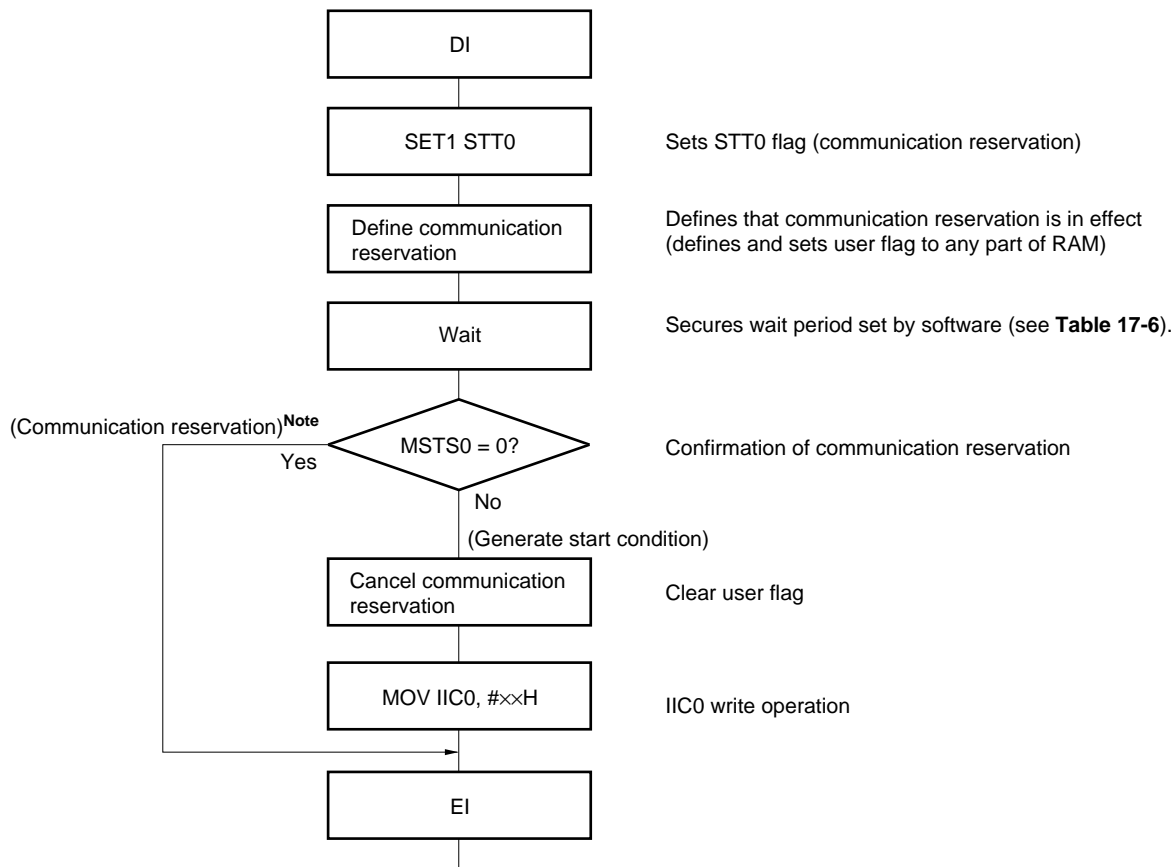 DI
SET1 STT0
Sets STT0 flag (communication reservation)
Define communication
reservation
Defines that communication reservation is in effect
(defines and sets user flag to any part of RAM)
Wait
Secures wait period set by software (see Table 17-6).
(Communication reservation)Note
Yes
MSTS0 = 0?
Confirmation of communication reservation
No
(Generate start condition)
Cancel communication
reservation
Clear user flag
MOV IIC0, #××H
IIC0 write operation
EI